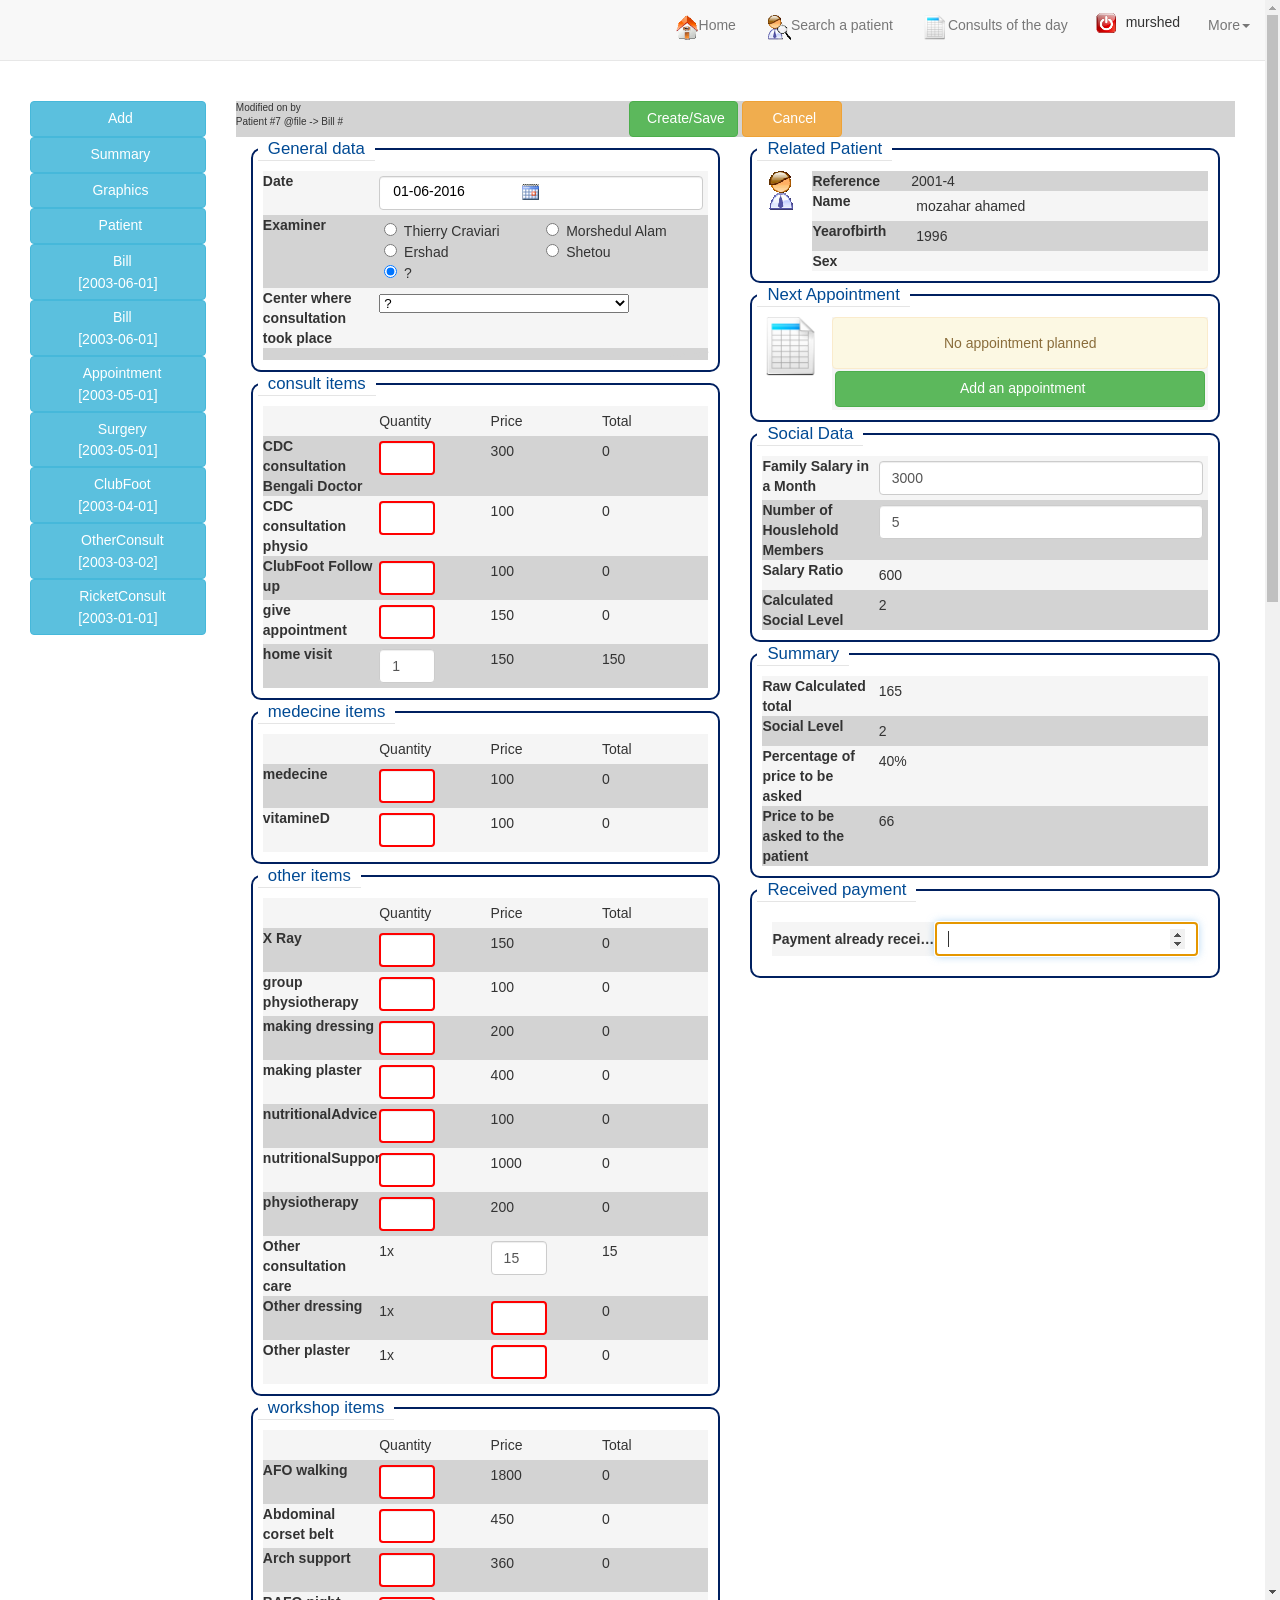 Home
Search a patient
Consults of the day
murshed
More
Add
Summary
Graphics
Patient
Bill
[2003-06-01]
Bill
[2003-06-01]
Appointment
[2003-05-01]
Surgery
[2003-05-01]
ClubFoot
[2003-04-01]
OtherConsult
[2003-03-02]
RicketConsult
[2003-01-01]
Modified on by
Patient #7 @file -> Bill #
Create/Save
Cancel
General data
Date
01-06-2016
Examiner
Thierry Craviari
Morshedul Alam
Ershad
Shetou
?
Center where
consultation
took place
?
consult items
Quantity Price Total
CDC
consultation
Bengali Doctor
300 0
CDC
consultation
physio
100 0
ClubFoot Follow
up
100 0
give
appointment
150 0
home visit 1 150 150
medecine items
Quantity Price Total
medecine 100 0
vitamineD 100 0
other items
Quantity Price Total
X Ray 150 0
group
physiotherapy
100 0
making dressing 200 0
making plaster 400 0
nutritionalAdvice 100 0
nutritionalSuppor 1000 0
physiotherapy 200 0
Other
consultation
care
1x 15 15
Other dressing 1x 0
Other plaster 1x 0
workshop items
Quantity Price Total
AFO walking 1800 0
Abdominal
corset belt
450 0
Arch support 360 0
Related Patient
Reference 2001-4
Name mozahar ahamed
Yearofbirth 1996
Sex
Next Appointment
No appointment planned
Add an appointment
Social Data
Family Salary in
a Month
3000
Number of
Houslehold
Members
5
Salary Ratio 600
Calculated
Social Level
2
Summary
Raw Calculated
total
165
Social Level 2
Percentage of
price to be
asked
40%
Price to be
asked to the
patient
66
Received payment
Payment already recei...